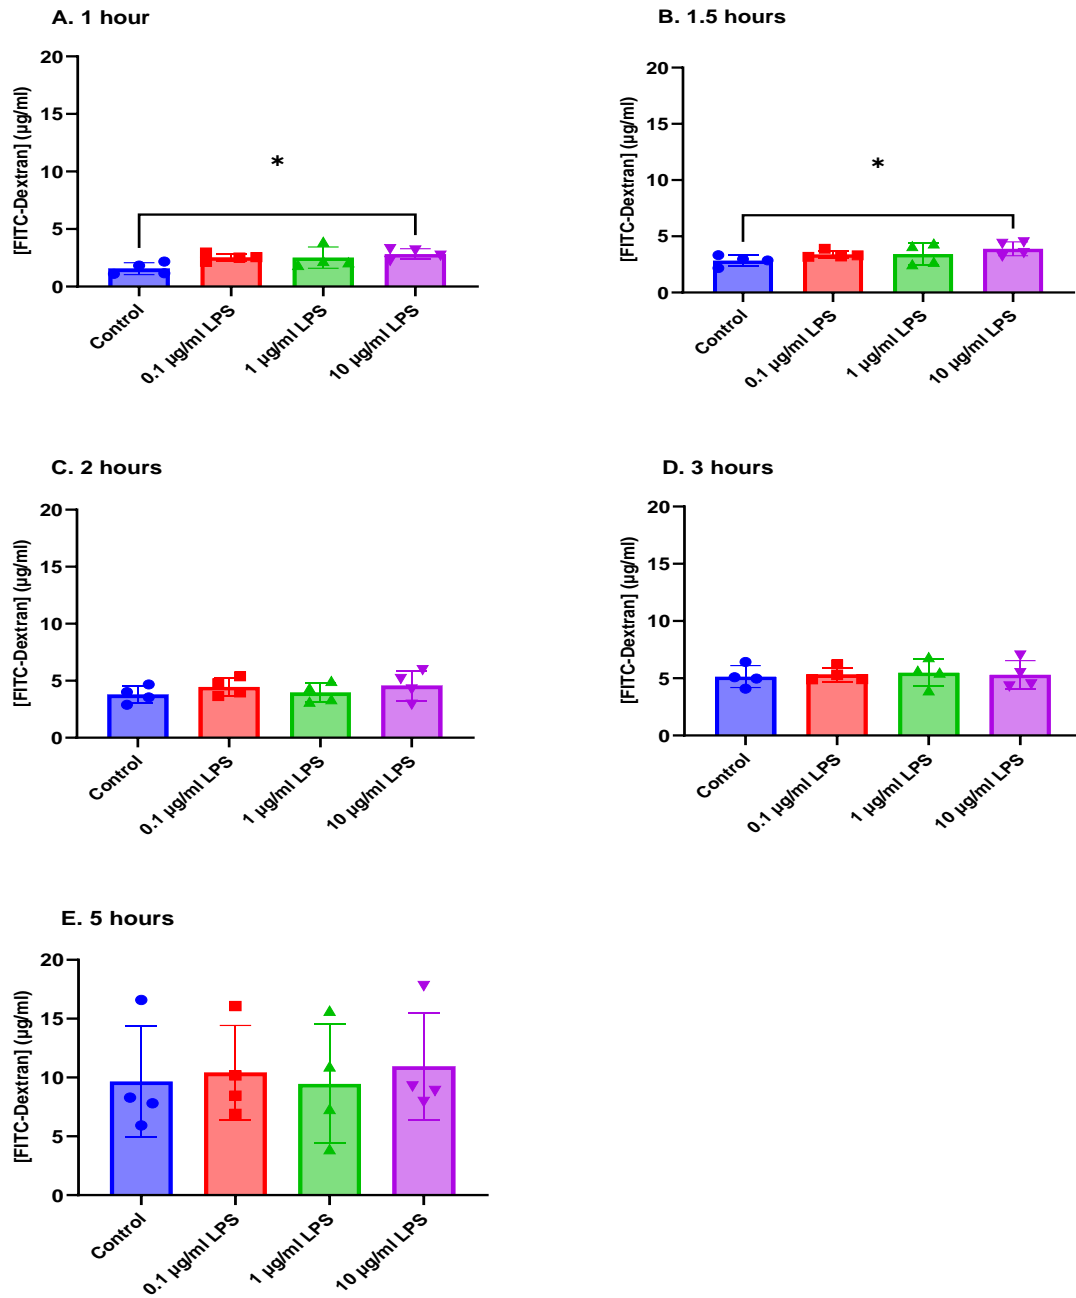 A. 1 hour
[FITC-Dextran] (µg/ml)
20
15
10
5
0
*
Control
0.1 µg/ml LPS
1 µg/ml LPS
10 µg/ml LPS
B. 1.5 hours
[FITC-Dextran] (µg/ml)
20
15
10
5
0
*
Control
0.1 µg/ml LPS
1 µg/ml LPS
10 µg/ml LPS
C. 2 hours
[FITC-Dextran] (µg/ml)
20
15
10
5
0
Control
0.1 µg/ml LPS
1 µg/ml LPS
10 µg/ml LPS
D. 3 hours
[FITC-Dextran] (µg/ml)
20
15
10
5
0
Control
0.1 µg/ml LPS
1 µg/ml LPS
10 µg/ml LPS
E. 5 hours
[FITC-Dextran] (µg/ml)
20
15
10
5
0
Control
0.1 µg/ml LPS
1 µg/ml LPS
10 µg/ml LPS